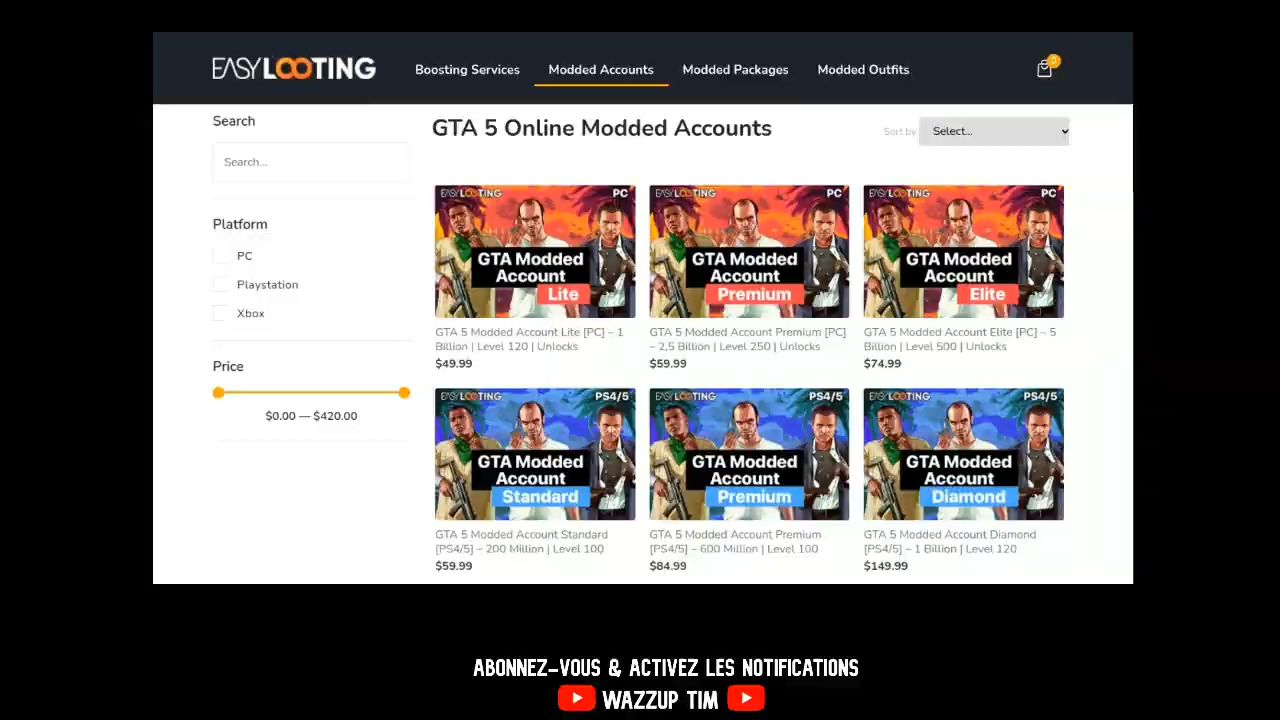 EASYLOOTING
Boosting Services
Modded Accounts
Modded Packages
Modded Outfits
0
Search
Search...
Platform
PC
Playstation
Xbox
Price
$0.00 — $420.00
GTA 5 Online Modded Accounts
Sort by
Select...
EASYLOOTING
PC
GTA Modded
Account
Lite
GTA 5 Modded Account Lite [PC] – 1
Billion | Level 120 | Unlocks
$49.99
EASYLOOTING
PC
GTA Modded
Account
Premium
GTA 5 Modded Account Premium [PC]
– 2,5 Billion | Level 250 | Unlocks
$59.99
EASYLOOTING
PC
GTA Modded
Account
Elite
GTA 5 Modded Account Elite [PC] – 5
Billion | Level 500 | Unlocks
$74.99
EASYLOOTING
PS4/5
GTA Modded
Account
Standard
GTA 5 Modded Account Standard
[PS4/5] – 200 Million | Level 100
$59.99
EASYLOOTING
PS4/5
GTA Modded
Account
Premium
GTA 5 Modded Account Premium
[PS4/5] – 600 Million | Level 100
$84.99
EASYLOOTING
PS4/5
GTA Modded
Account
Diamond
GTA 5 Modded Account Diamond
[PS4/5] – 1 Billion | Level 120
$149.99
ABONNEZ-VOUS & ACTIVEZ LES NOTIFICATIONS
WAZZUP TIM